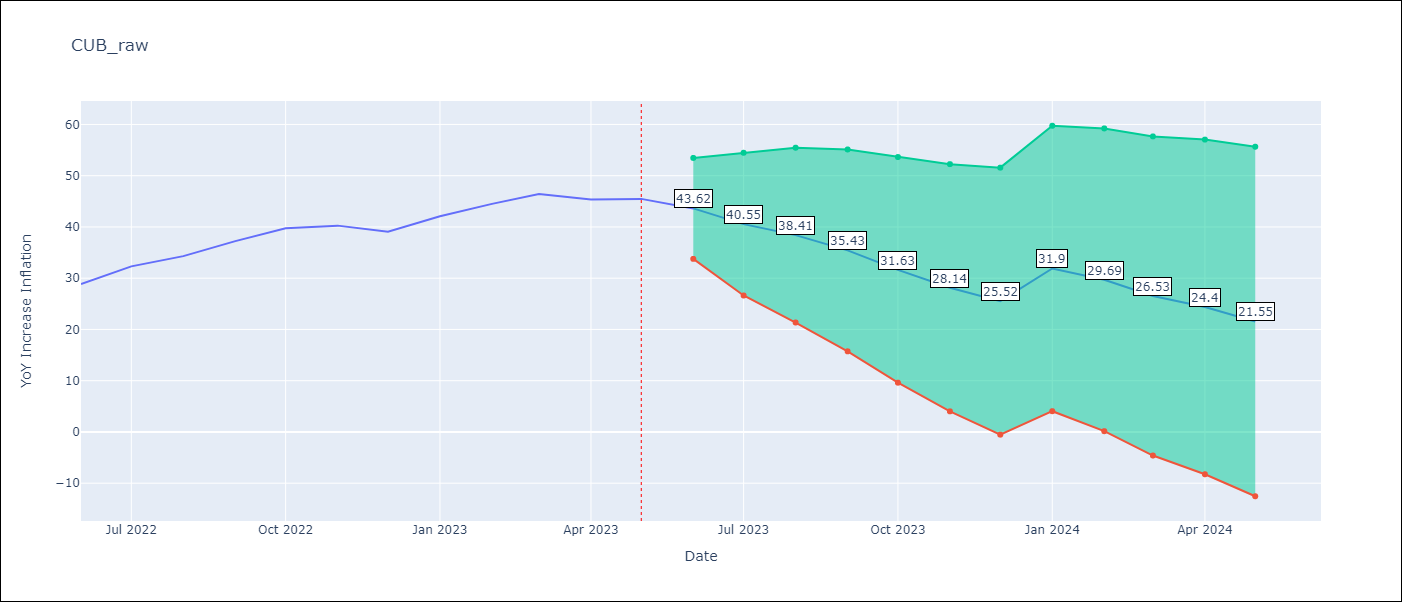 CUB_raw
YoY Increase Inflation
60
50
40
30
20
10
0
−10
43.62
40.55
38.41
35.43
31.63
28.14
25.52
31.9
29.69
26.53
24.4
21.55
Jul 2022
Oct 2022
Jan 2023
Apr 2023
Jul 2023
Oct 2023
Jan 2024
Apr 2024
Date